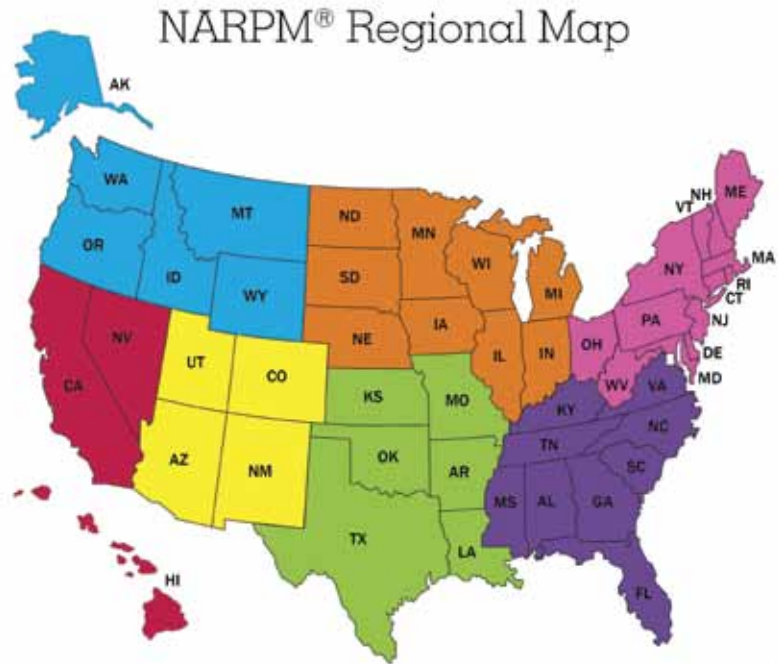 NARPM® Regional Map
AK
WA
MT
ND
MN
OR
ID
WY
SD
WI
MI
NE
IA
IL
IN
OH
NY
VT
NH
ME
MA
RI
CT
NJ
PA
DE
MD
WV
VA
CA
NV
UT
CO
KS
MO
KY
NC
TN
SC
AZ
NM
OK
AR
MS
AL
GA
TX
LA
FL
HI